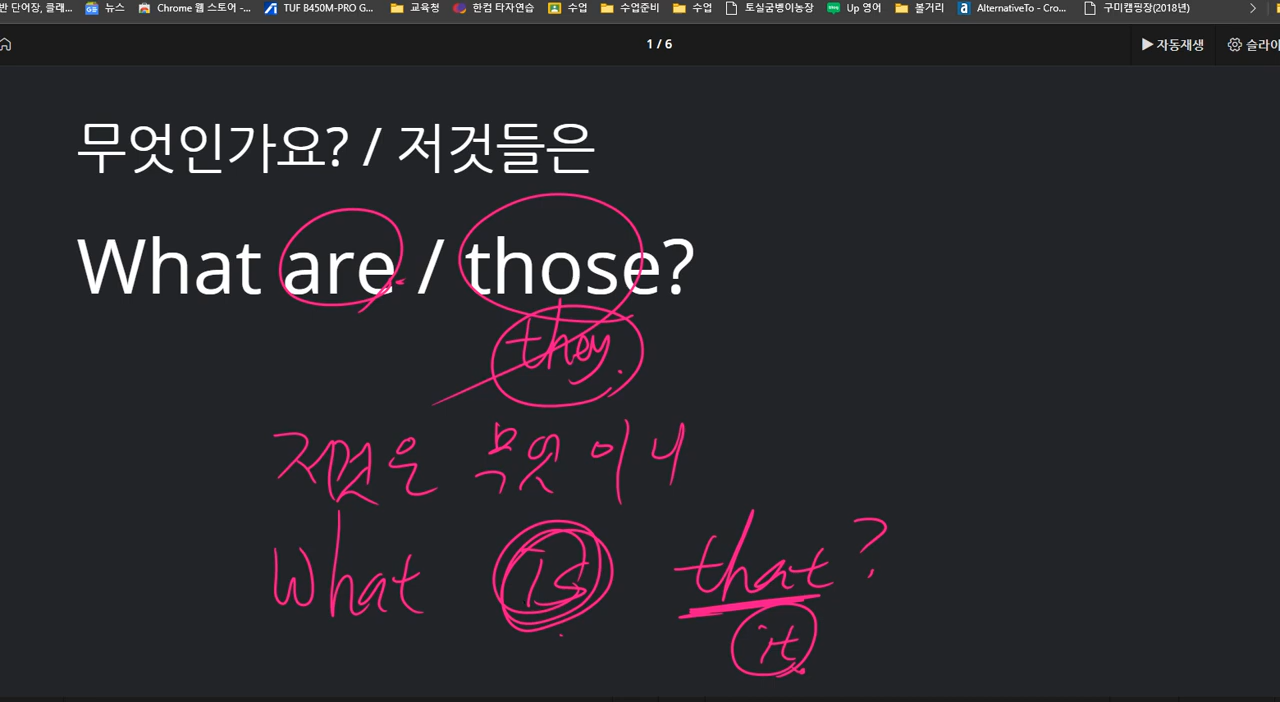 반 단어장, 클래... 뉴스 Chrome 웹 스토어 -... TUF B450M-PRO G... 교육청 한컴 타자연습 수업 수업준비 수업 토실굼벵이농장 Up 영어 볼거리 AlternativeTo - Cro... 구미캠핑장(2018년)
1 / 6 자동재생 슬라이
무엇인가요? / 저것들은
What are / those?
they
저것은 무엇이니
What is that?
it